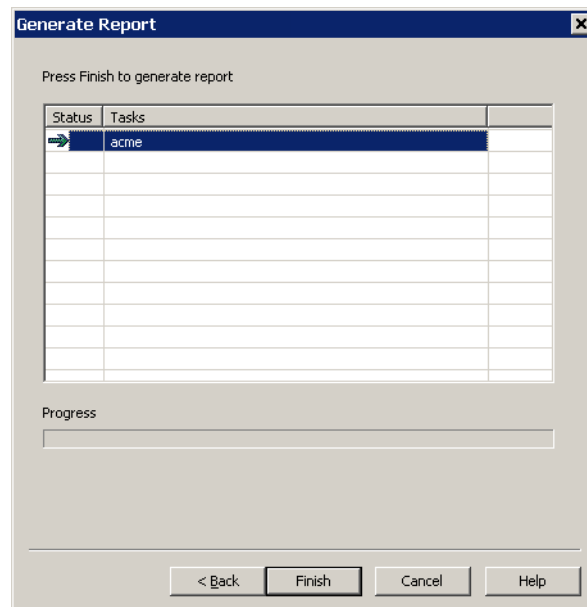 Generate Report
Press Finish to generate report
Status Tasks
acme
Progress
< Back Finish Cancel Help